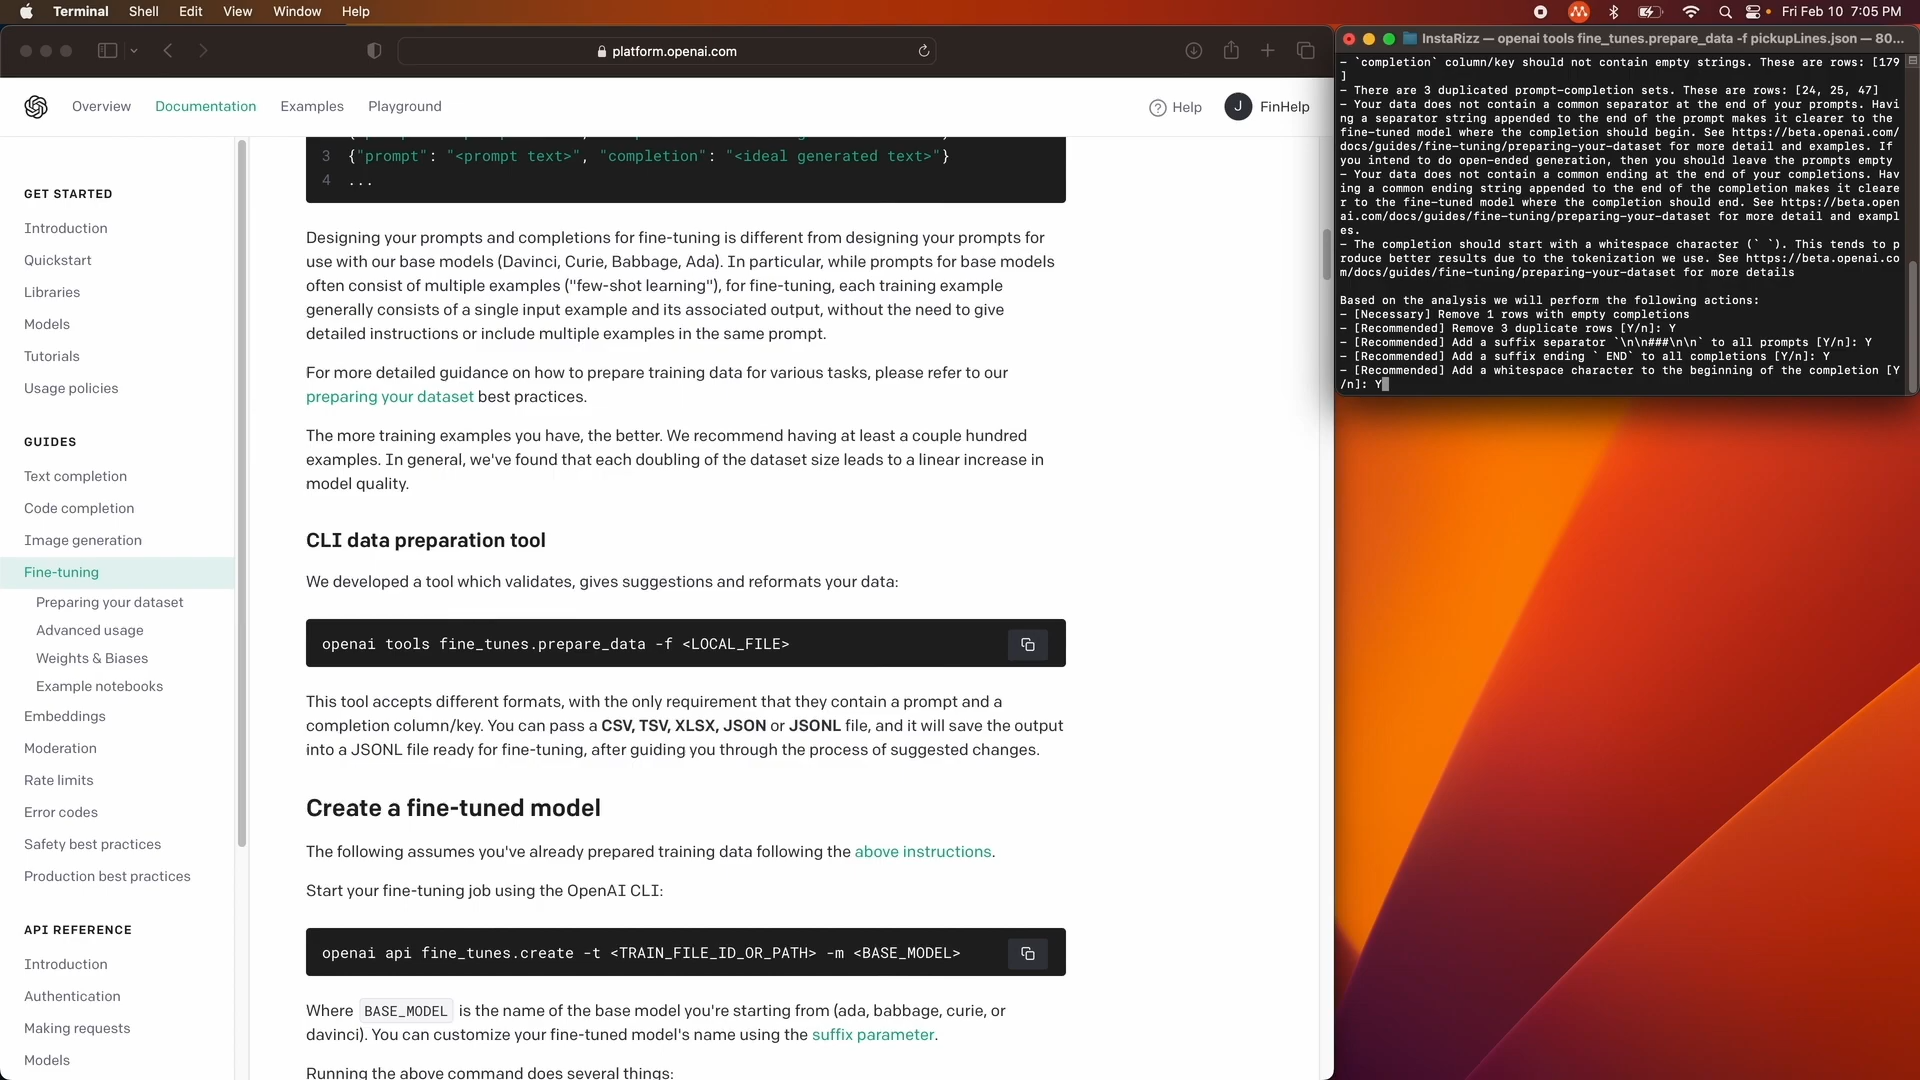 Terminal Shell Edit View Window Help
Fri Feb 10 7:05 PM
platform.openai.com
Overview Documentation Examples Playground
Help
J FinHelp
GET STARTED
Introduction
Quickstart
Libraries
Models
Tutorials
Usage policies
GUIDES
Text completion
Code completion
Image generation
Fine-tuning
Preparing your dataset
Advanced usage
Weights & Biases
Example notebooks
Embeddings
Moderation
Rate limits
Error codes
Safety best practices
Production best practices
API REFERENCE
Introduction
Authentication
Making requests
Models
3 {"prompt": "<prompt text>", "completion": "<ideal generated text>"}
4 ...
Designing your prompts and completions for fine-tuning is different from designing your prompts for
use with our base models (Davinci, Curie, Babbage, Ada). In particular, while prompts for base models
often consist of multiple examples ("few-shot learning"), for fine-tuning, each training example
generally consists of a single input example and its associated output, without the need to give
detailed instructions or include multiple examples in the same prompt.
For more detailed guidance on how to prepare training data for various tasks, please refer to our
preparing your dataset best practices.
The more training examples you have, the better. We recommend having at least a couple hundred
examples. In general, we've found that each doubling of the dataset size leads to a linear increase in
model quality.
CLI data preparation tool
We developed a tool which validates, gives suggestions and reformats your data:
openai tools fine_tunes.prepare_data -f <LOCAL_FILE>
This tool accepts different formats, with the only requirement that they contain a prompt and a
completion column/key. You can pass a CSV, TSV, XLSX, JSON or JSONL file, and it will save the output
into a JSONL file ready for fine-tuning, after guiding you through the process of suggested changes.
Create a fine-tuned model
The following assumes you've already prepared training data following the above instructions.
Start your fine-tuning job using the OpenAI CLI:
openai api fine_tunes.create -t <TRAIN_FILE_ID_OR_PATH> -m <BASE_MODEL>
Where BASE_MODEL is the name of the base model you're starting from (ada, babbage, curie, or
davinci). You can customize your fine-tuned model's name using the suffix parameter.
Running the above command does several things:
InstaRizz — openai tools fine_tunes.prepare_data -f pickupLines.json — 80...
- `completion` column/key should not contain empty strings. These are rows: [179
]
- There are 3 duplicated prompt-completion sets. These are rows: [24, 25, 47]
- Your data does not contain a common separator at the end of your prompts. Havi
ng a separator string appended to the end of the prompt makes it clearer to the
fine-tuned model where the completion should begin. See https://beta.openai.com/
docs/guides/fine-tuning/preparing-your-dataset for more detail and examples. If
you intend to do open-ended generation, then you should leave the prompts empty
- Your data does not contain a common ending at the end of your completions. Hav
ing a common ending string appended to the end of the completion makes it cleare
r to the fine-tuned model where the completion should end. See https://beta.open
ai.com/docs/guides/fine-tuning/preparing-your-dataset for more detail and exampl
es.
- The completion should start with a whitespace character (` `). This tends to p
roduce better results due to the tokenization we use. See https://beta.openai.co
m/docs/guides/fine-tuning/preparing-your-dataset for more details
Based on the analysis we will perform the following actions:
- [Necessary] Remove 1 rows with empty completions
- [Recommended] Remove 3 duplicate rows [Y/n]: Y
- [Recommended] Add a suffix separator `\n\n###\n\n` to all prompts [Y/n]: Y
- [Recommended] Add a suffix ending ` END` to all completions [Y/n]: Y
- [Recommended] Add a whitespace character to the beginning of the completion [Y
/n]: Y